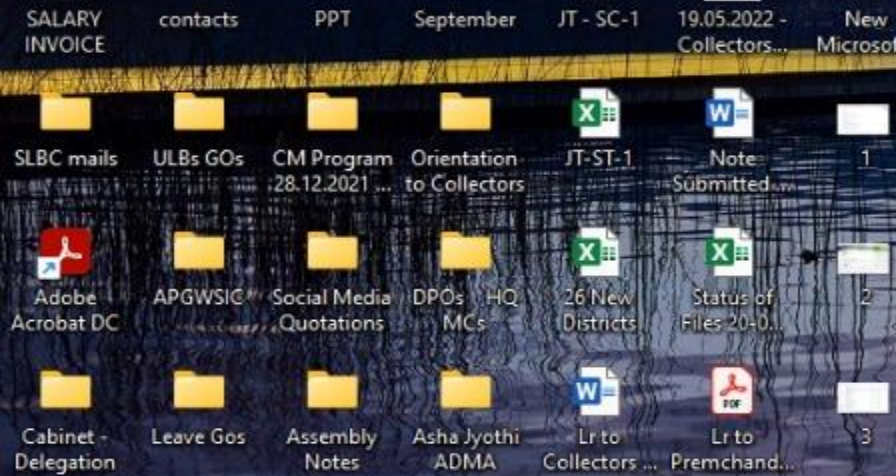 SALARY INVOICE
contacts
PPT
September
JT - SC-1
19.05.2022 - Collectors...
New Microsof
SLBC mails
ULBs GOs
CM Program 28.12.2021 ...
Orientation to Collectors
JT-ST-1
Note Submitted ...
1
Adobe Acrobat DC
APGWSIC
Social Media Quotations
DPOs HQ MCs
26 New Districts
Status of Files 20-0...
2
Cabinet - Delegation
Leave Gos
Assembly Notes
Asha Jyothi ADMA
Lr to Collectors ...
PDF
Lr to Premchand...
3